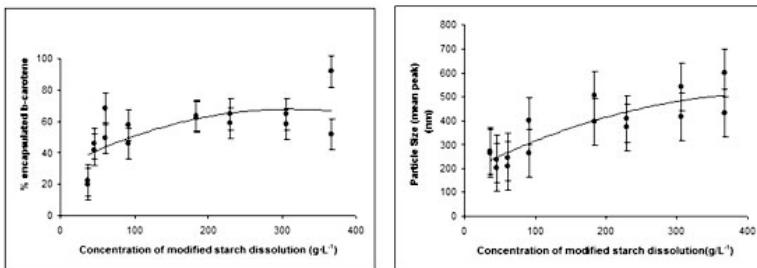 % encapsulated b-carotene
100
80
60
40
20
0
0 100 200 300 400
Concentration of modified starch dissolution (g·L⁻¹)
Particle Size (mean peak)
(nm)
800
700
600
500
400
300
200
100
0
0 100 200 300 400
Concentration of modified starch dissolution(g/L⁻¹)